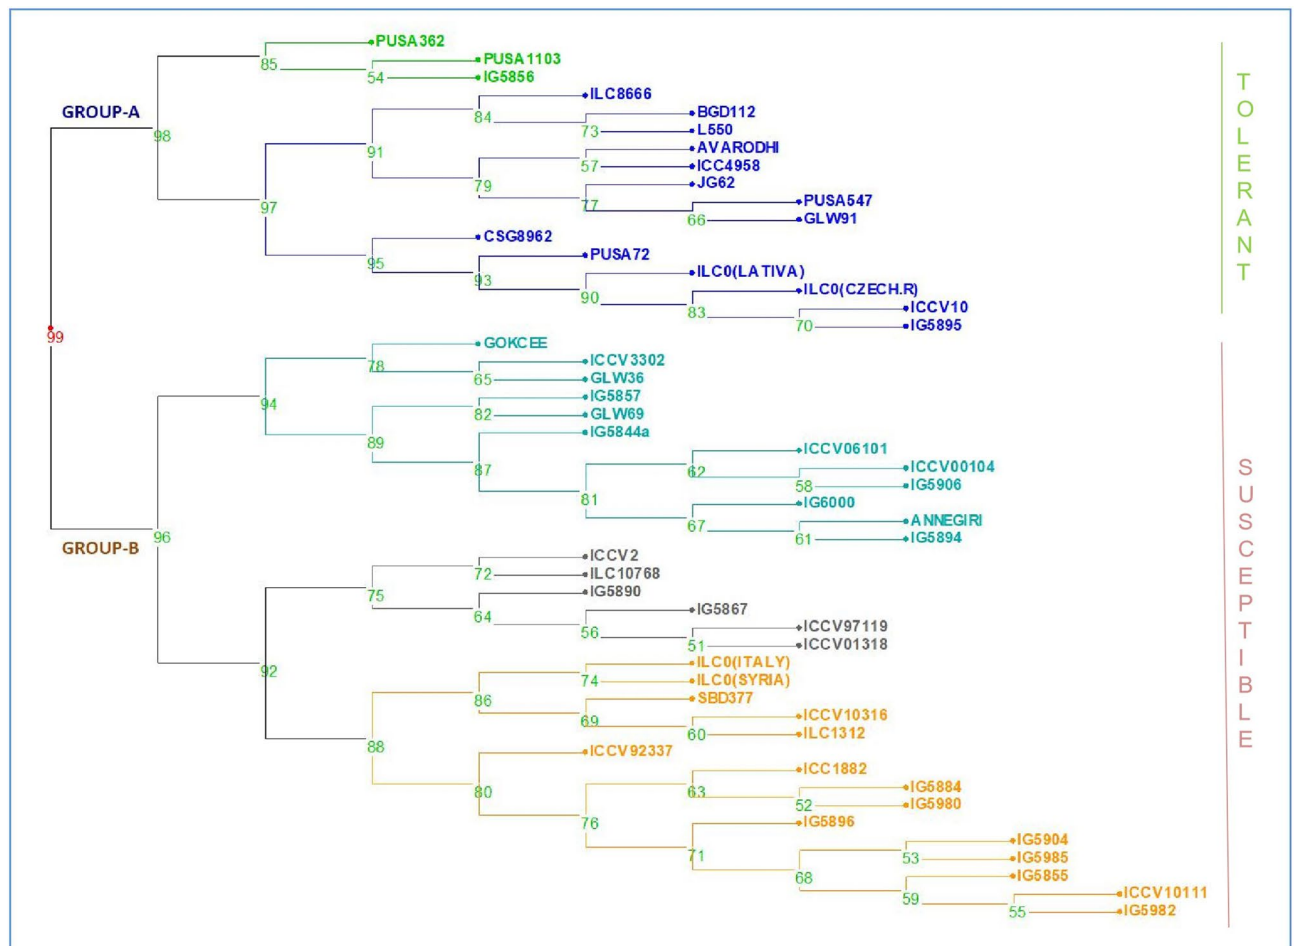 PUSA362
85
PUSA1103
54
IG5856
GROUP-A
98
ILC8666
84
BGD112
73
L550
91
AVARODHI
57
ICC4958
79
JG62
77
PUSA547
66
GLW91
97
CSG8962
95
PUSA72
93
ILC0(LATIVA)
90
ILC0(CZECH.R)
83
ICCV10
70
IG5895
TOLERANT
99
GOKCEE
78
ICCV3302
65
GLW36
94
IG5857
82
GLW69
89
IG5844a
87
ICCV06101
62
ICCV00104
58
IG5906
81
IG6000
67
ANNEGIRI
61
IG5894
96
GROUP-B
ICCV2
72
ILC10768
75
IG5890
64
IG5867
56
ICCV97119
51
ICCV01318
92
ILC0(ITALY)
74
ILC0(SYRIA)
86
SBD377
69
ICCV10316
60
ILC1312
88
ICCV92337
80
ICC1882
63
IG5884
52
IG5980
76
IG5896
71
IG5904
53
IG5985
68
IG5855
59
ICCV10111
55
IG5982
SUSCEPTIBLE